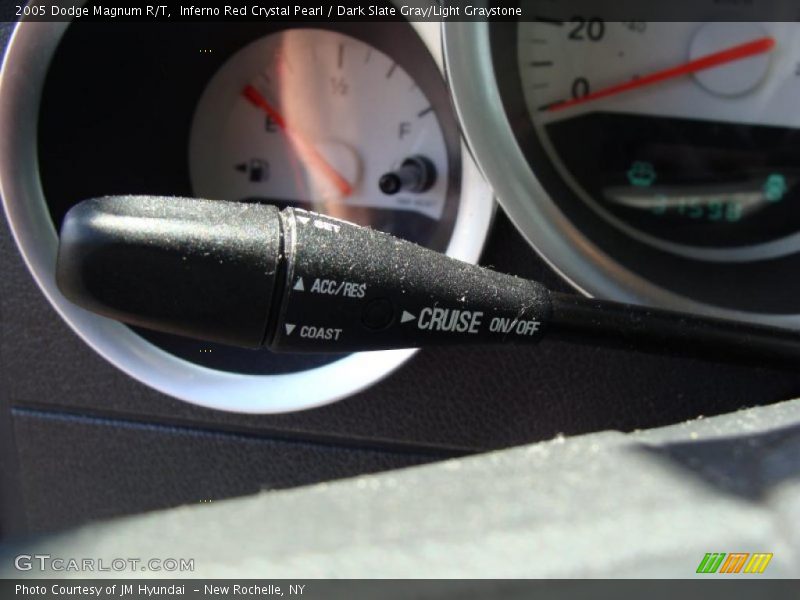 2005 Dodge Magnum R/T,  Inferno Red Crystal Pearl / Dark Slate Gray/Light Graystone
20
0
½
E
F
31598
▲ ACC/RES
▼ COAST
▶ CRUISE ON/OFF
GTCARLOT.COM
Photo Courtesy of JM Hyundai  - New Rochelle, NY